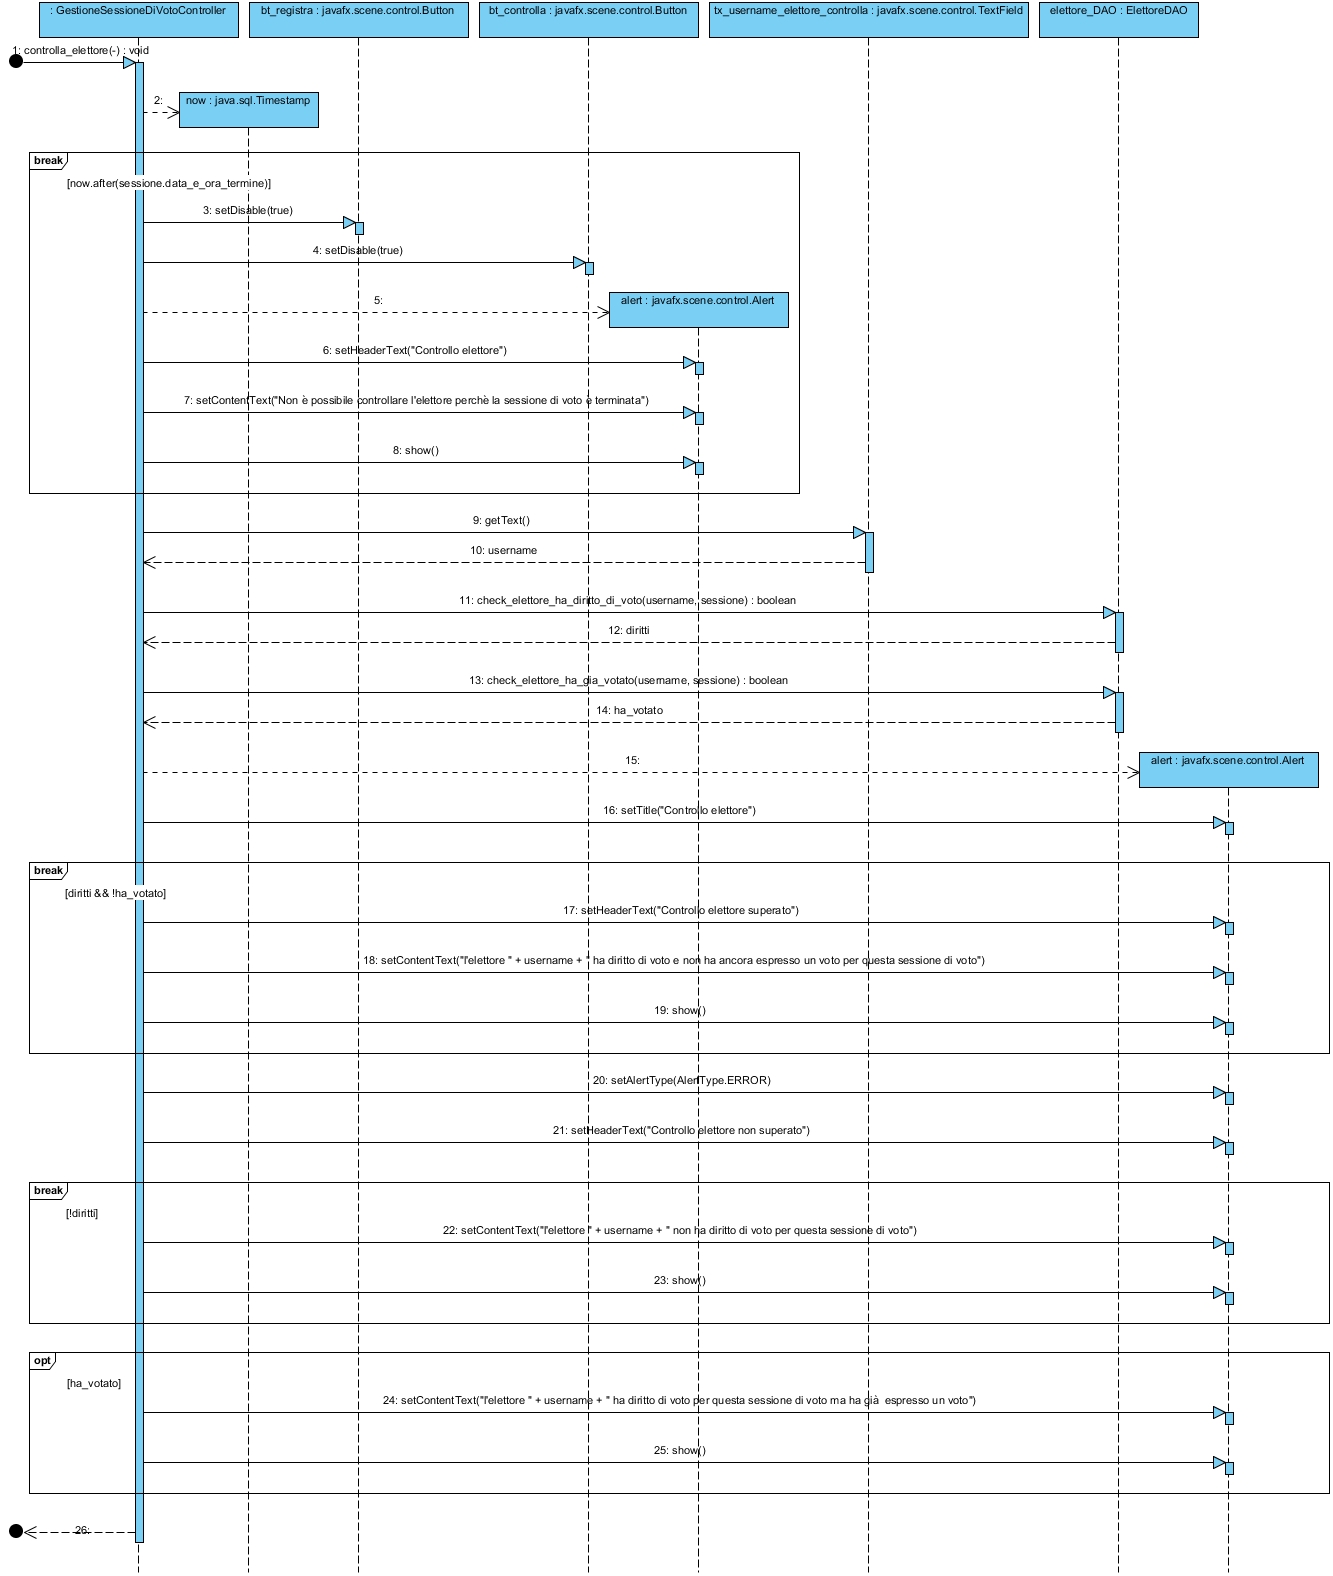 : GestioneSessioneDiVotoController
bt_registra : javafx.scene.control.Button
bt_controlla : javafx.scene.control.Button
tx_username_elettore_controlla : javafx.scene.control.TextField
elettore_DAO : ElettoreDAO
1: controlla_elettore(-) : void
2:
now : java.sql.Timestamp
break
[now.after(sessione.data_e_ora_termine)]
3: setDisable(true)
4: setDisable(true)
5:
alert : javafx.scene.control.Alert
6: setHeaderText("Controllo elettore")
7: setContentText("Non è possibile controllare l'elettore perchè la sessione di voto è terminata")
8: show()
9: getText()
10: username
11: check_elettore_ha_diritto_di_voto(username, sessione) : boolean
12: diritti
13: check_elettore_ha_gia_votato(username, sessione) : boolean
14: ha_votato
15:
alert : javafx.scene.control.Alert
16: setTitle("Controllo elettore")
break
[diritti && !ha_votato]
17: setHeaderText("Controllo elettore superato")
18: setContentText("l'elettore " + username + " ha diritto di voto e non ha ancora espresso un voto per questa sessione di voto")
19: show()
20: setAlertType(AlertType.ERROR)
21: setHeaderText("Controllo elettore non superato")
break
[!diritti]
22: setContentText("l'elettore " + username + " non ha diritto di voto per questa sessione di voto")
23: show()
opt
[ha_votato]
24: setContentText("l'elettore " + username + " ha diritto di voto per questa sessione di voto ma ha già  espresso un voto")
25: show()
26: